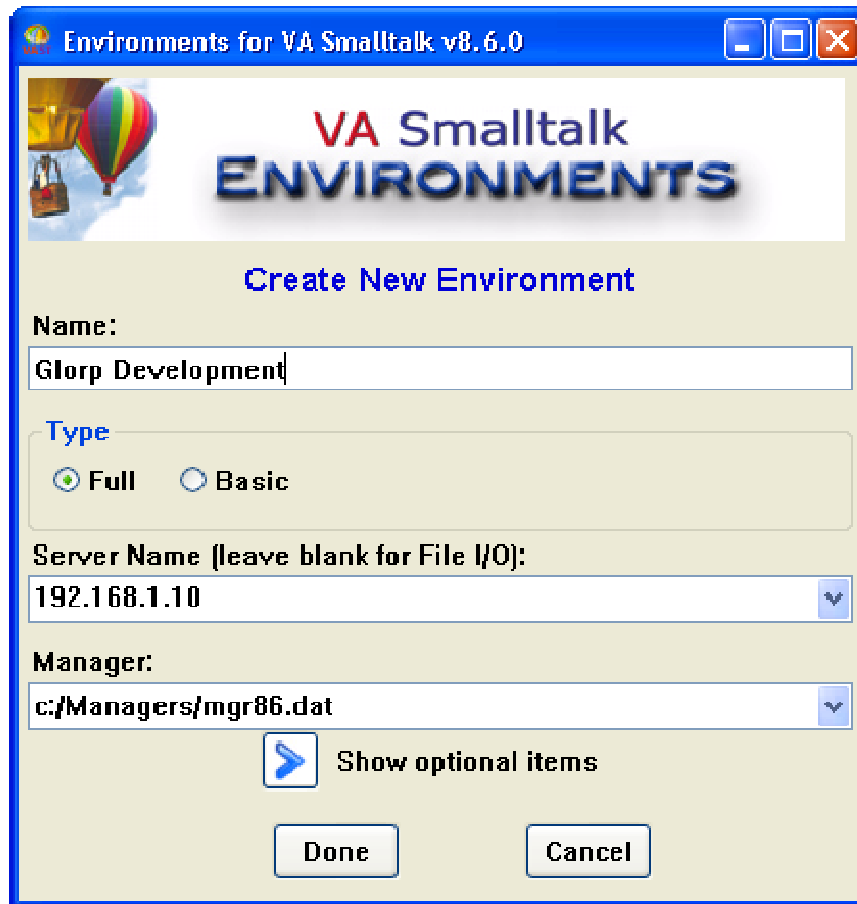 Environments for VA Smalltalk v8.6.0
VA Smalltalk
ENVIRONMENTS
Create New Environment
Name:
Glorp Development
Type
Full Basic
Server Name (leave blank for File I/O):
192.168.1.10
Manager:
c:/Managers/mgr86.dat
Show optional items
Done Cancel